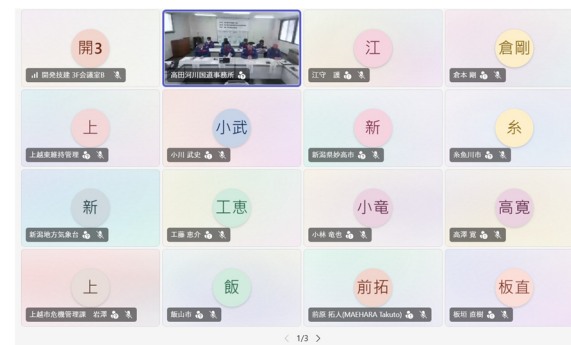 開3
開発技建 3F会議室B
高田河川国道事務所
江
江守 護
倉剛
倉本 剛
上
上越東維持管理
小武
小川 武史
新
新潟県妙高市
糸
糸魚川市
新
新潟地方気象台
工恵
工藤 恵介
小竜
小林 竜也
高寛
高澤 寛
上
上越市危機管理課 岩澤
飯
飯山市
前拓
前原 拓人(MAEHARA Takuto)
板直
板垣 直樹
1/3